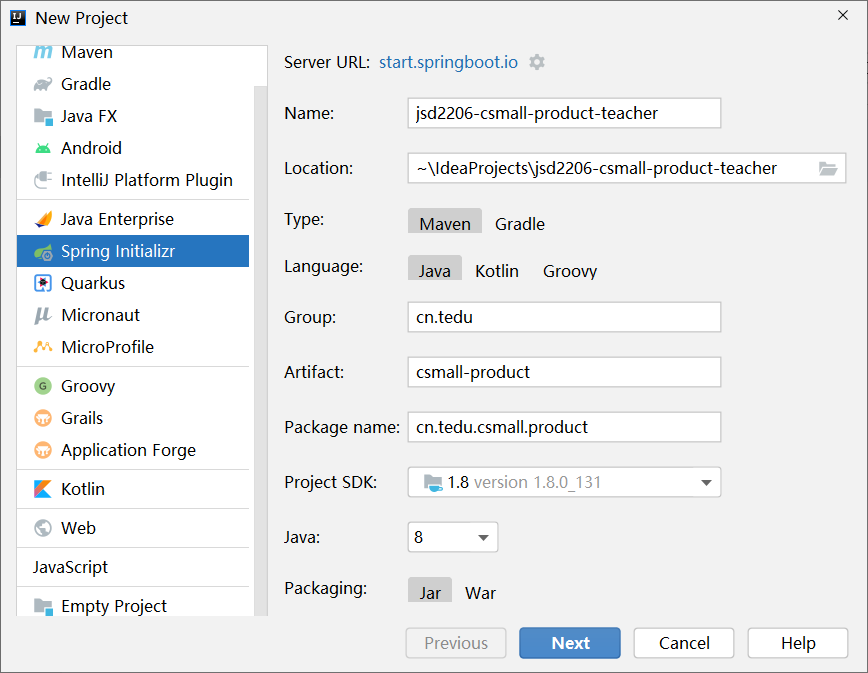 New Project
Maven
Gradle
Java FX
Android
IntelliJ Platform Plugin
Java Enterprise
Spring Initializr
Quarkus
Micronaut
MicroProfile
Groovy
Grails
Application Forge
Kotlin
Web
JavaScript
Empty Project
Server URL: start.springboot.io
Name: jsd2206-csmall-product-teacher
Location: ~\IdeaProjects\jsd2206-csmall-product-teacher
Type: Maven Gradle
Language: Java Kotlin Groovy
Group: cn.tedu
Artifact: csmall-product
Package name: cn.tedu.csmall.product
Project SDK: 1.8 version 1.8.0_131
Java: 8
Packaging: Jar War
Previous Next Cancel Help